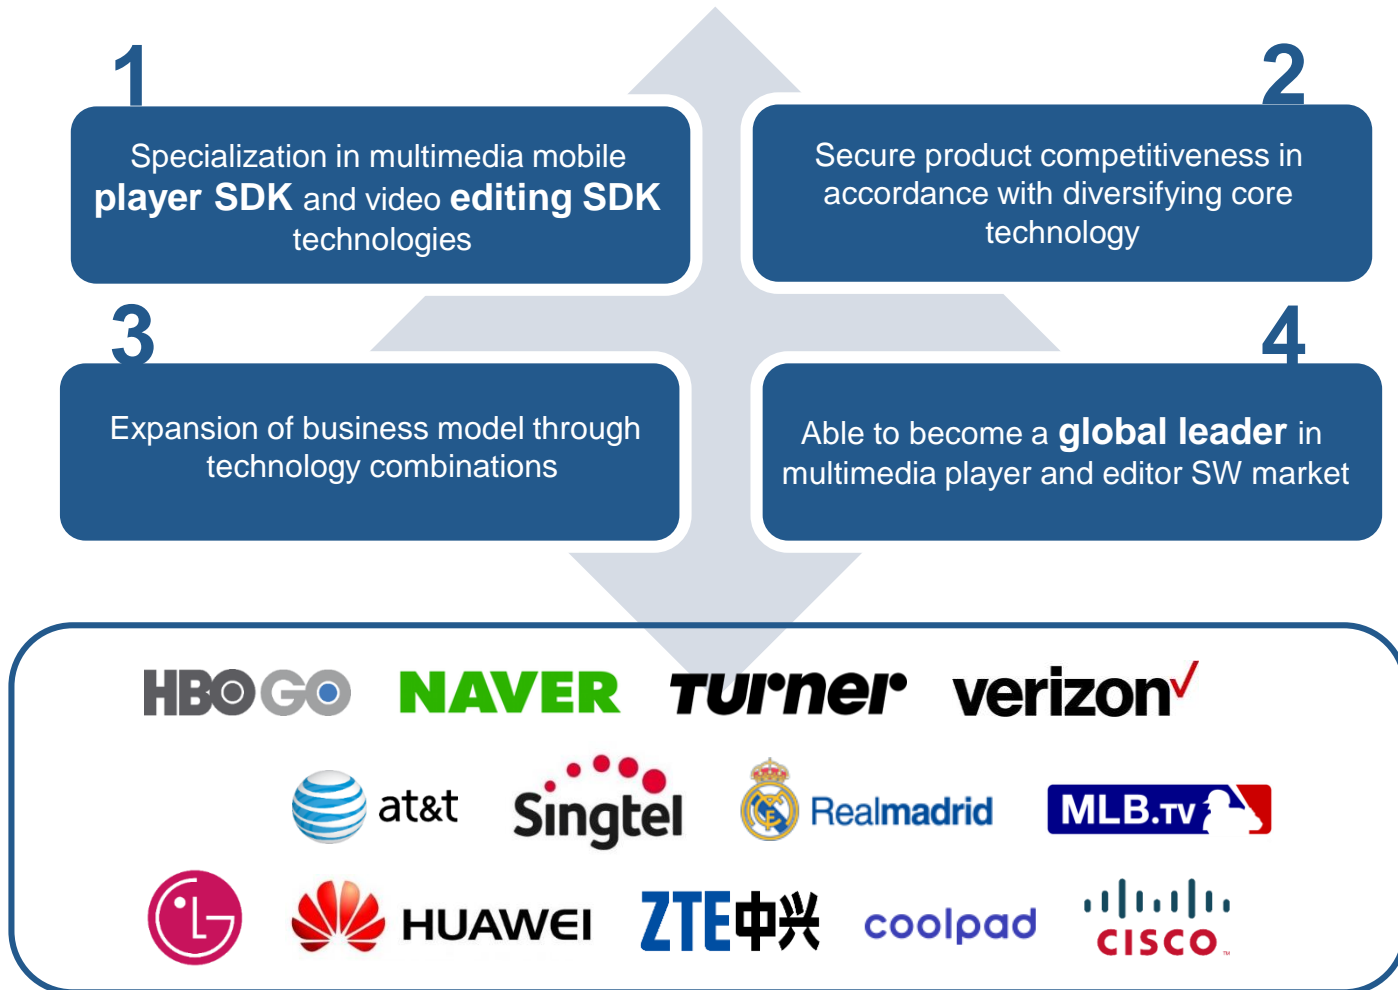 1
Specialization in multimedia mobile
player SDK and video editing SDK
technologies
2
Secure product competitiveness in
accordance with diversifying core
technology
3
Expansion of business model through
technology combinations
4
Able to become a global leader in
multimedia player and editor SW market
HBO GO NAVER Turner verizon
at&t Singtel Realmadrid MLB.TV
LG HUAWEI ZTE中兴 coolpad CISCO™